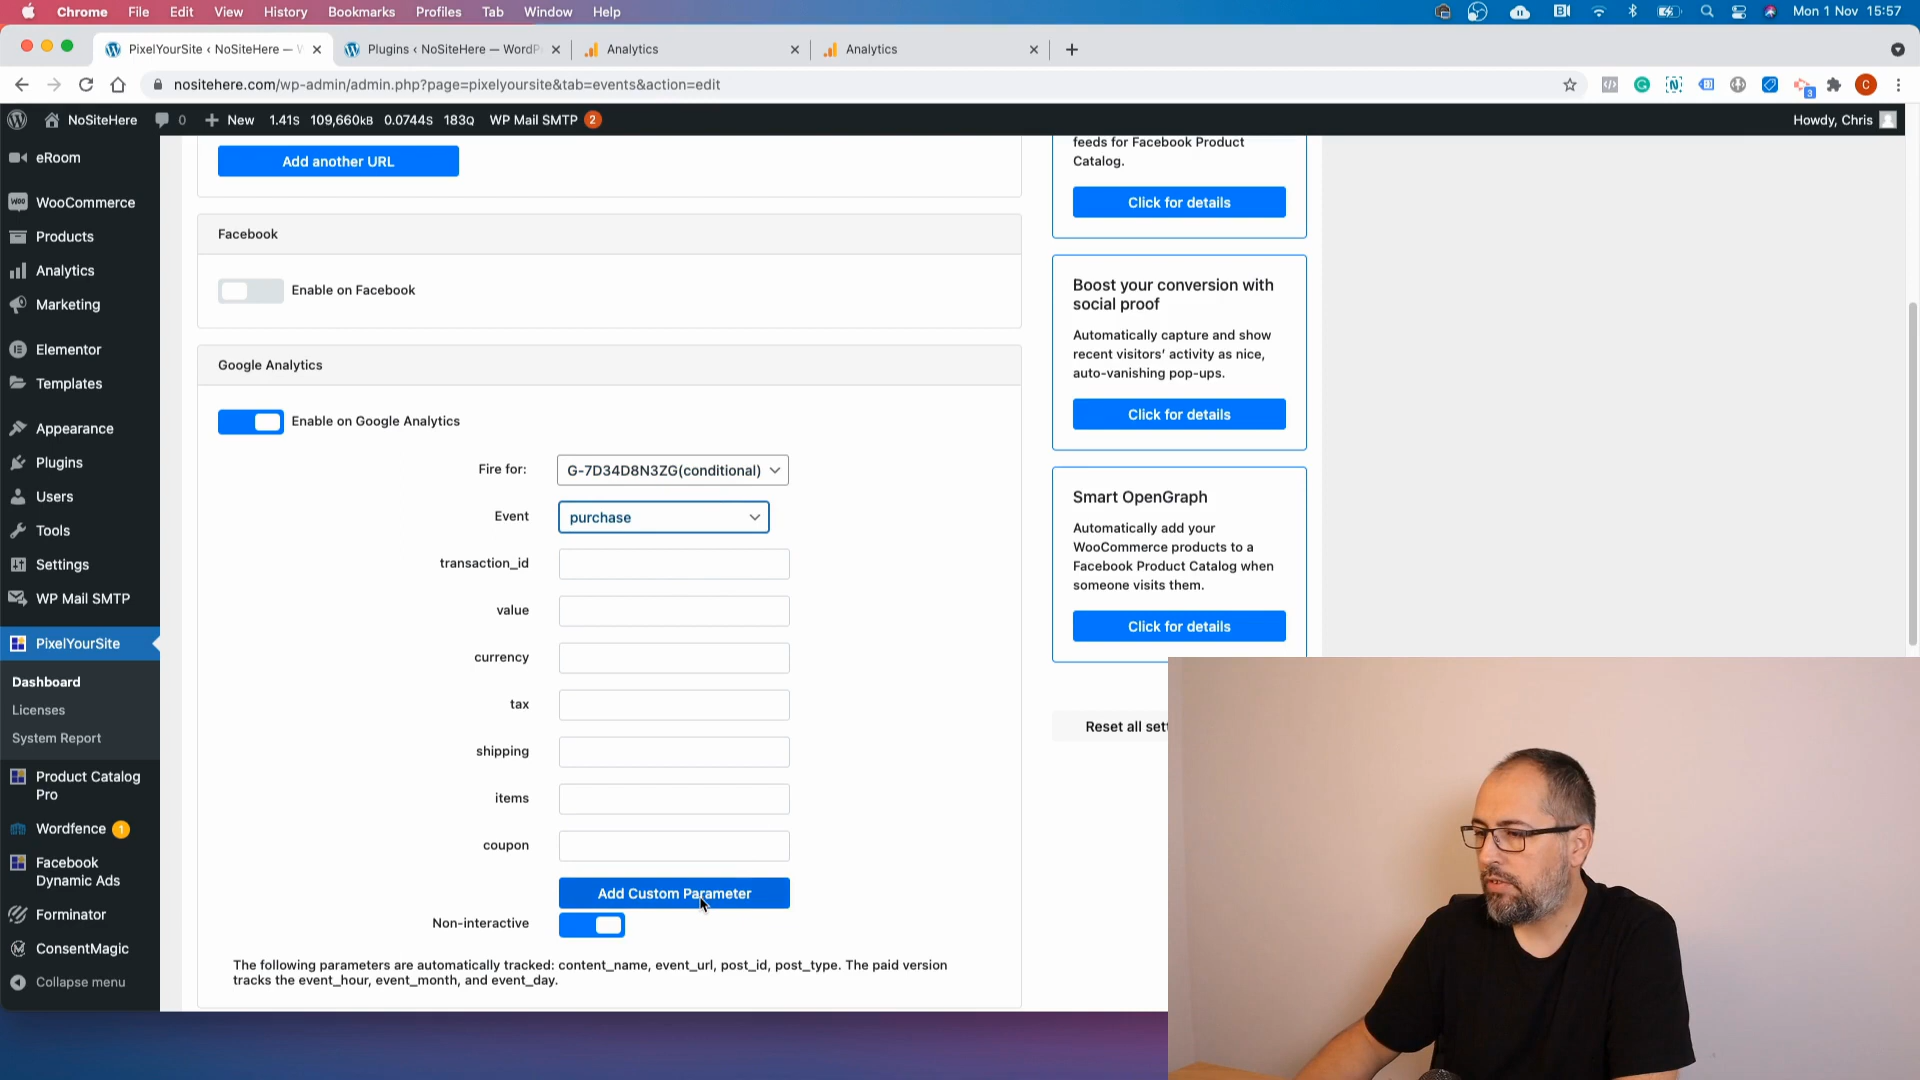 Chrome File Edit View History Bookmarks Profiles Tab Window Help
Mon 1 Nov 15:57
PixelYourSite ‹ NoSiteHere —
Plugins ‹ NoSiteHere — WordP
Analytics
Analytics
nositehere.com/wp-admin/admin.php?page=pixelyoursite&tab=events&action=edit
C
3
NoSiteHere 0 New 1.41s 109,660KB 0.0744s 183Q WP Mail SMTP 2
Howdy, Chris
eRoom
WooCommerce
Products
Analytics
Marketing
Elementor
Templates
Appearance
Plugins
Users
Tools
Settings
WP Mail SMTP
PixelYourSite
Dashboard
Licenses
System Report
Product Catalog
Pro
Wordfence 1
Facebook
Dynamic Ads
Forminator
ConsentMagic
Collapse menu
Add another URL
Facebook
Enable on Facebook
Google Analytics
Enable on Google Analytics
Fire for: G-7D34D8N3ZG(conditional)
Event purchase
transaction_id
value
currency
tax
shipping
items
coupon
Add Custom Parameter
Non-interactive
The following parameters are automatically tracked: content_name, event_url, post_id, post_type. The paid version
tracks the event_hour, event_month, and event_day.
feeds for Facebook Product
Catalog.
Click for details
Boost your conversion with
social proof
Automatically capture and show
recent visitors' activity as nice,
auto-vanishing pop-ups.
Click for details
Smart OpenGraph
Automatically add your
WooCommerce products to a
Facebook Product Catalog when
someone visits them.
Click for details
Reset all